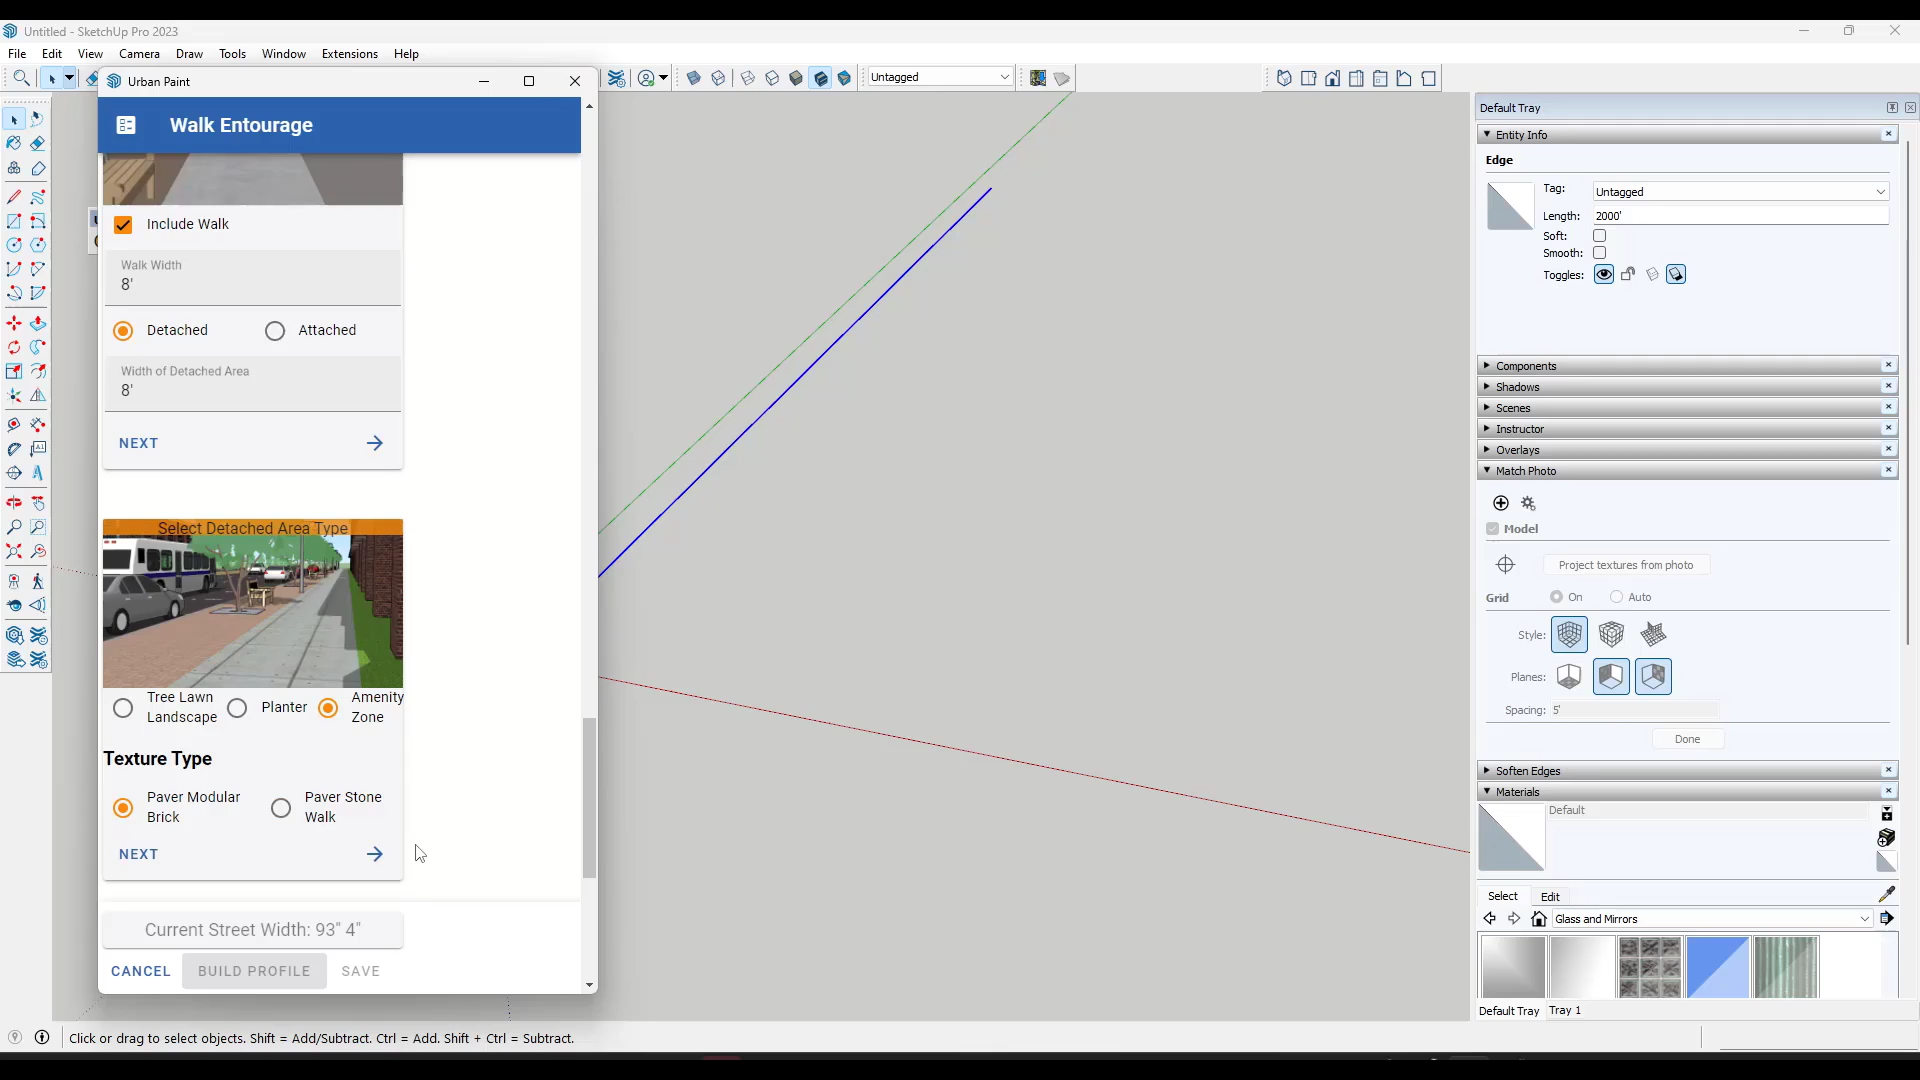 Untitled - SketchUp Pro 2023
File Edit View Camera Draw Tools Window Extensions Help
Urban Paint
Untagged
Walk Entourage
Include Walk
Walk Width
8'
Detached Attached
Width of Detached Area
8'
NEXT
Select Detached Area Type
Tree Lawn
Landscape
Planter
Amenity
Zone
Texture Type
Paver Modular
Brick
Paver Stone
Walk
NEXT
Current Street Width: 93" 4"
CANCEL BUILD PROFILE SAVE
Default Tray
Entity Info
Edge
Tag: Untagged
Length: 2000'
Soft:
Smooth:
Toggles:
Components
Shadows
Scenes
Instructor
Overlays
Match Photo
Model
Project textures from photo
Grid On Auto
Style:
Planes:
Spacing: 5'
Done
Soften Edges
Materials
Default
Select Edit
Glass and Mirrors
Default Tray Tray 1
Click or drag to select objects. Shift = Add/Subtract. Ctrl = Add. Shift + Ctrl = Subtract.